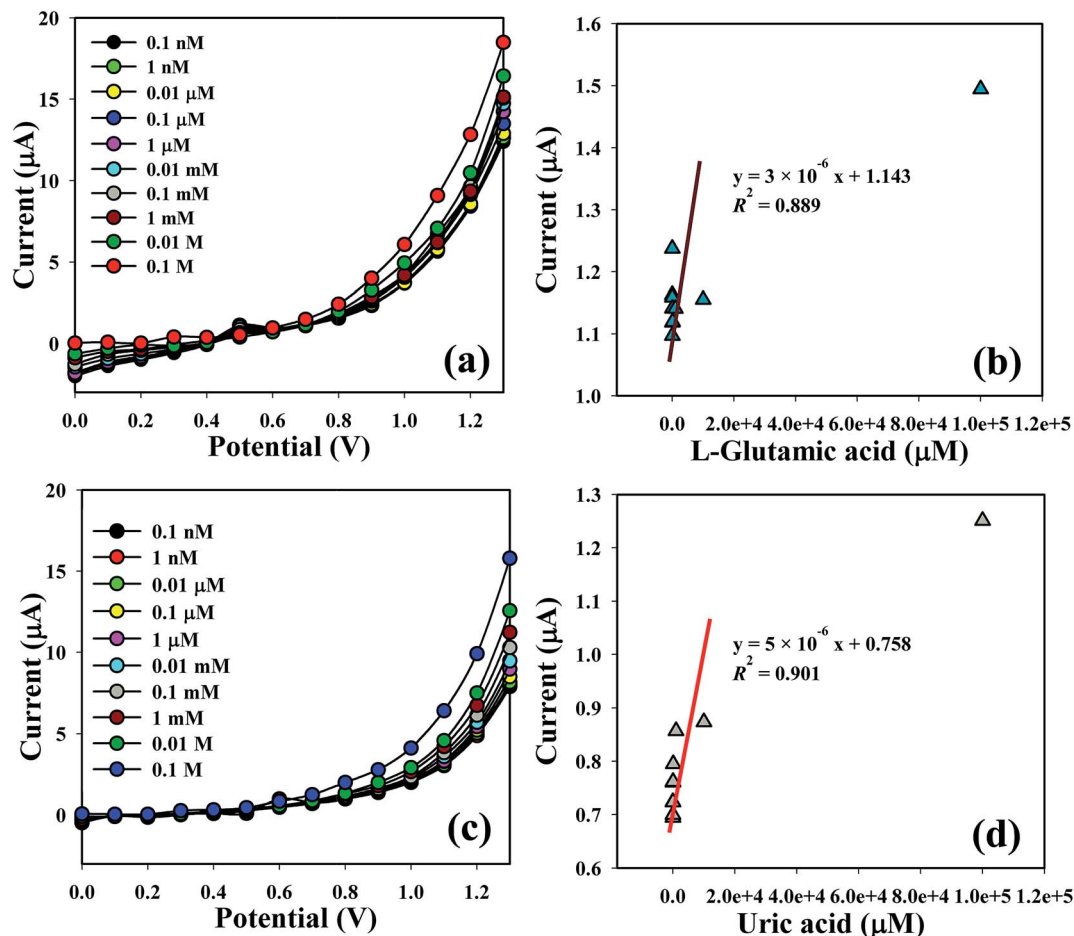 20
15
10
5
0
Current (μA)
0.1 nM
1 nM
0.01 μM
0.1 μM
1 μM
0.01 mM
0.1 mM
1 mM
0.01 M
0.1 M
(a)
0.0 0.2 0.4 0.6 0.8 1.0 1.2
Potential (V)
1.6
1.5
1.4
1.3
1.2
1.1
1.0
Current (μA)
y = 3 × 10⁻⁶ x + 1.143
R² = 0.889
(b)
0.0 2.0e+4 4.0e+4 6.0e+4 8.0e+4 1.0e+5 1.2e+5
L-Glutamic acid (μM)
20
15
10
5
0
Current (μA)
0.1 nM
1 nM
0.01 μM
0.1 μM
1 μM
0.01 mM
0.1 mM
1 mM
0.01 M
0.1 M
(c)
0.0 0.2 0.4 0.6 0.8 1.0 1.2
Potential (V)
1.3
1.2
1.1
1.0
0.9
0.8
0.7
0.6
Current (μA)
y = 5 × 10⁻⁶ x + 0.758
R² = 0.901
(d)
0.0 2.0e+4 4.0e+4 6.0e+4 8.0e+4 1.0e+5 1.2e+5
Uric acid (μM)